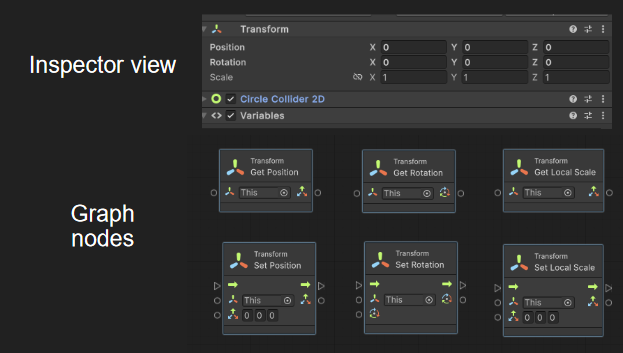 Transform
Position X 0 Y 0 Z 0
Inspector view
Rotation X 0 Y 0 Z 0
Scale X 1 Y 1 Z 1
Circle Collider 2D
Variables
Transform
Get Position
This
Transform
Get Rotation
This
Transform
Get Local Scale
This
Graph
nodes
Transform
Set Position
This
0 0 0
Transform
Set Rotation
This
Transform
Set Local Scale
This
0 0 0